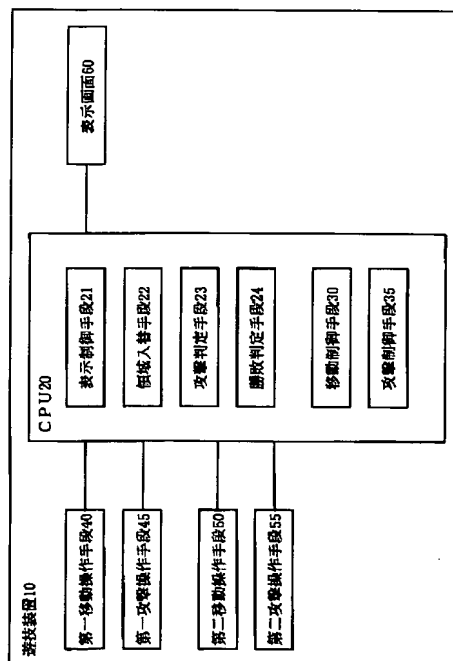 遊技装置10
第一移動操作手段40
第一攻撃操作手段45
第二移動操作手段50
第二攻撃操作手段55
CPU20
表示制御手段21
領域入替手段22
攻撃判定手段23
勝敗判定手段24
移動制御手段30
攻撃制御手段35
表示画面60